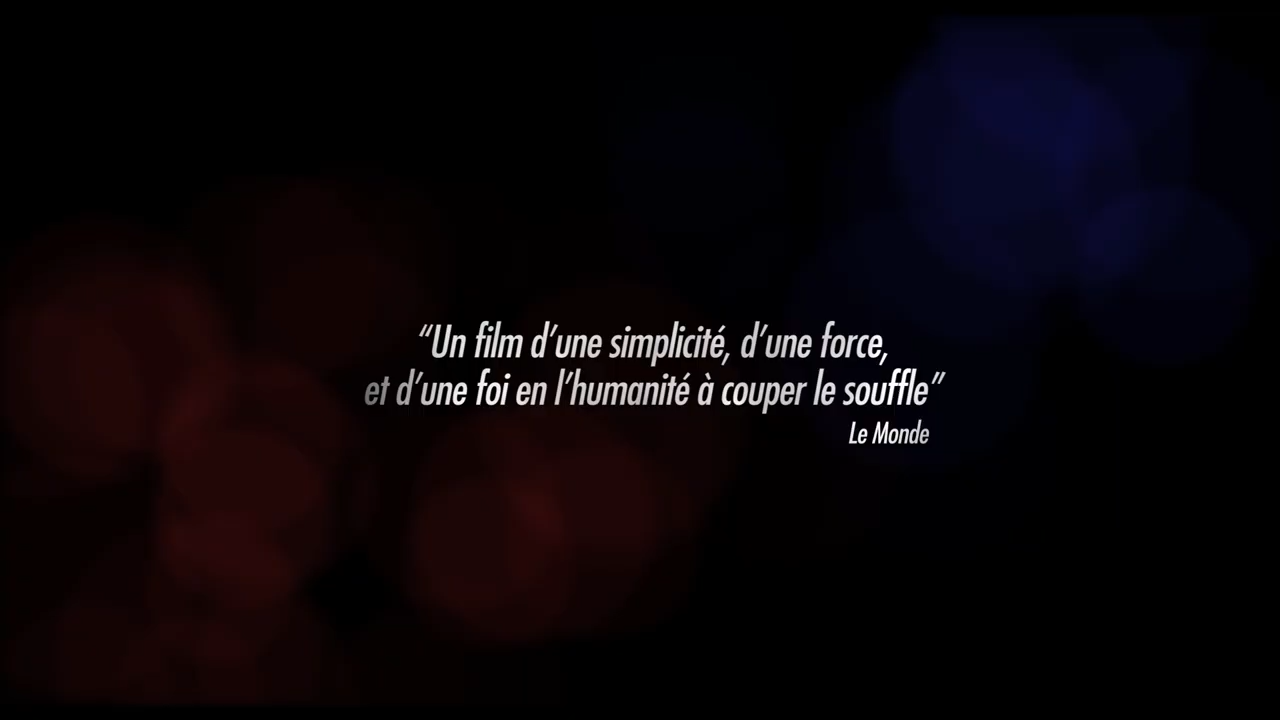 “Un film d’une simplicité, d’une force,
et d’une foi en l’humanité à couper le souffle”
Le Monde